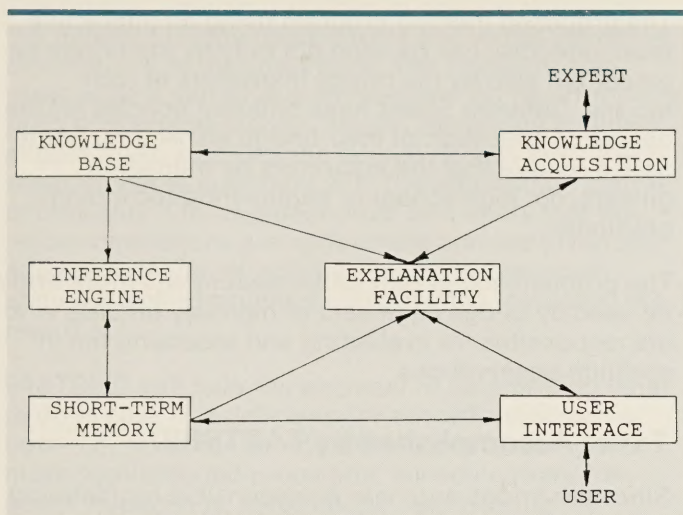 EXPERT
KNOWLEDGE
BASE
KNOWLEDGE
ACQUISITION
INFERENCE
ENGINE
EXPLANATION
FACILITY
SHORT-TERM
MEMORY
USER
INTERFACE
USER